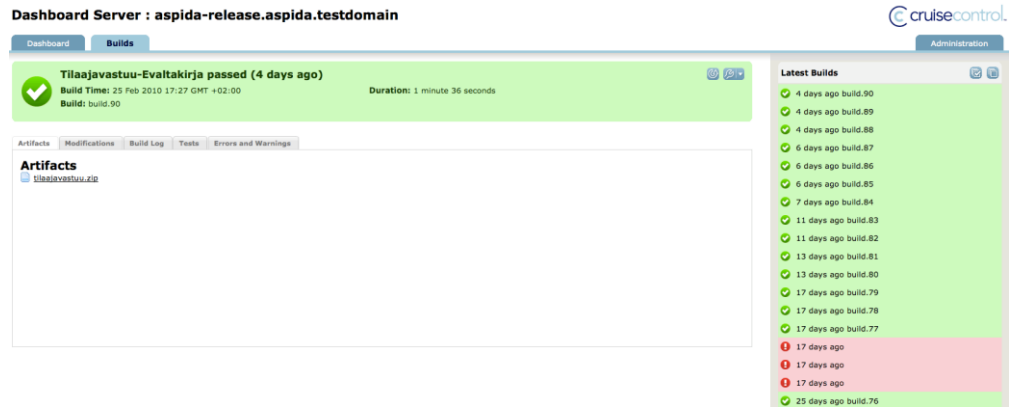 Dashboard Server : aspida-release.aspida.testdomain
cruisecontrol
Dashboard
Builds
Administration
Tilaajavastuu-Evaltakirja passed (4 days ago)
Build Time: 25 Feb 2010 17:27 GMT +02:00
Duration: 1 minute 36 seconds
Build: build.90
Artifacts
Modifications
Build Log
Tests
Errors and Warnings
Artifacts
tilaajavastuu.zip
Latest Builds
4 days ago build.90
4 days ago build.89
4 days ago build.88
6 days ago build.87
6 days ago build.86
6 days ago build.85
7 days ago build.84
11 days ago build.83
11 days ago build.82
13 days ago build.81
13 days ago build.80
17 days ago build.79
17 days ago build.78
17 days ago build.77
17 days ago
17 days ago
17 days ago
25 days ago build.76